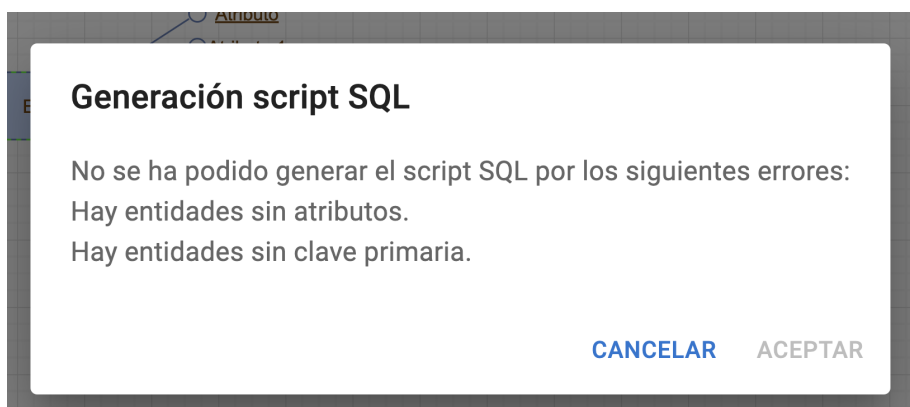 Atributo
Generación script SQL
No se ha podido generar el script SQL por los siguientes errores:
Hay entidades sin atributos.
Hay entidades sin clave primaria.
CANCELAR ACEPTAR